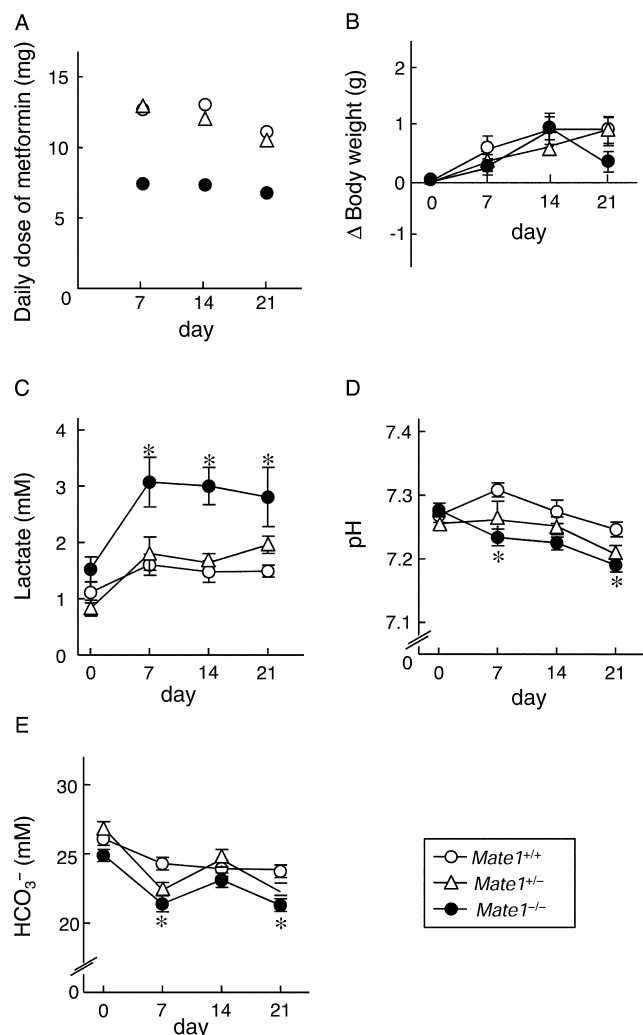 A
Daily dose of metformin (mg)
15
10
5
0
7 14 21
day
B
Δ Body weight (g)
2
1
0
-1
0 7 14 21
day
C
Lactate (mM)
4
3
2
1
0
* * *
0 7 14 21
day
D
pH
7.4
7.3
7.2
7.1
0
* *
0 7 14 21
day
E
HCO₃⁻ (mM)
30
25
20
0
* *
0 7 14 21
day
Mate1⁺/⁺
Mate1⁺/⁻
Mate1⁻/⁻